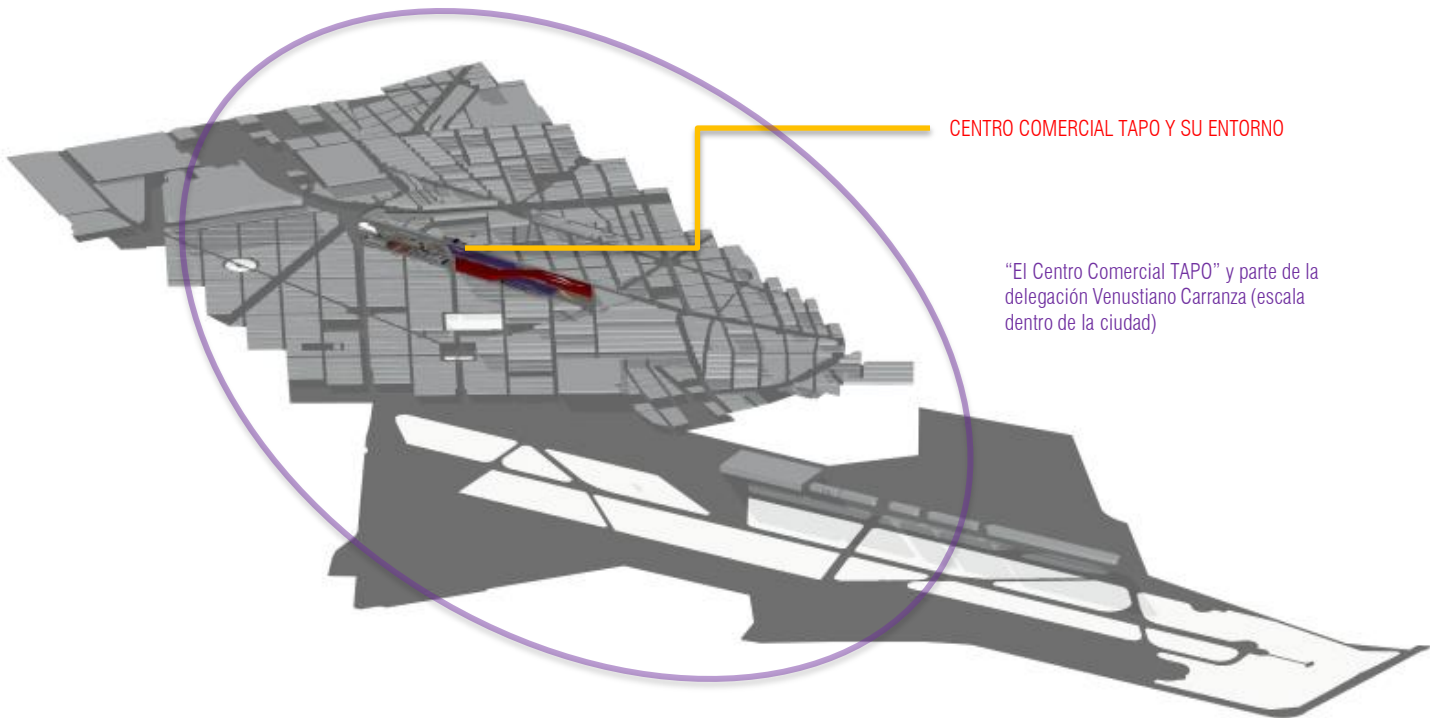 CENTRO COMERCIAL TAPO Y SU ENTORNO
“El Centro Comercial TAPO” y parte de la
delegación Venustiano Carranza (escala
dentro de la ciudad)